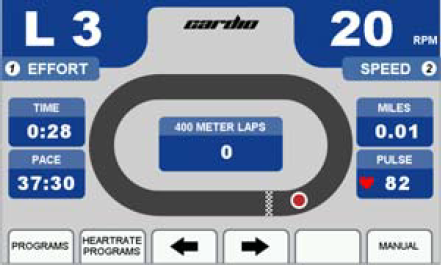 L 3
cardio
20 RPM
1 EFFORT
SPEED 2
TIME
0:28
PACE
37:30
400 METER LAPS
0
MILES
0.01
PULSE
82
PROGRAMS
HEARTRATE
PROGRAMS
MANUAL